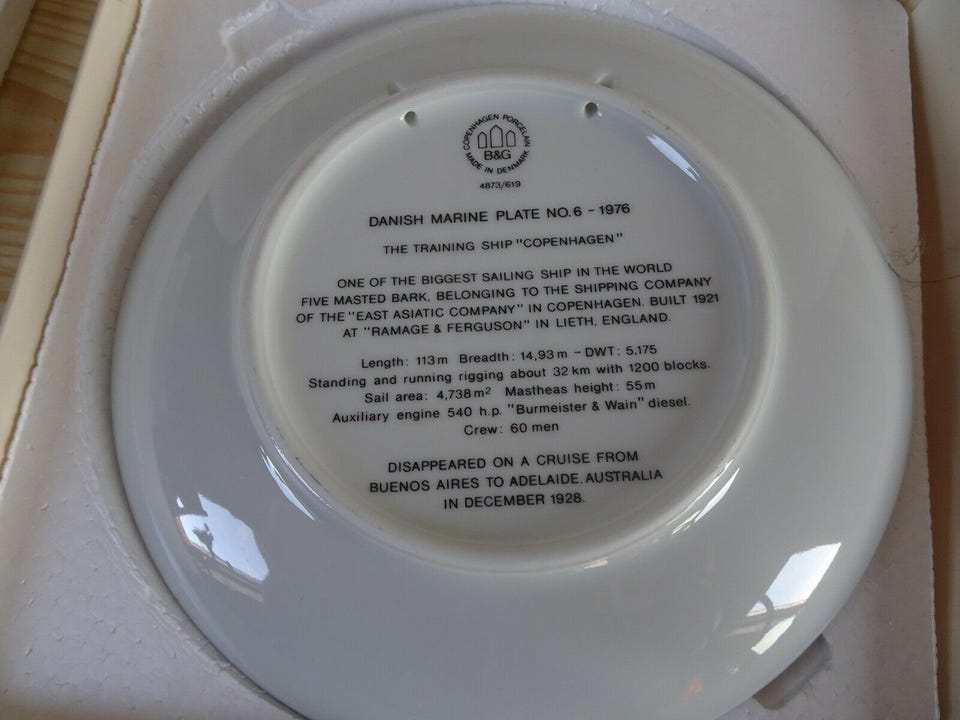 COPENHAGEN PORCELAIN
B&G
MADE IN DENMARK
4873/619
DANISH MARINE PLATE NO.6 - 1976
THE TRAINING SHIP "COPENHAGEN"
ONE OF THE BIGGEST SAILING SHIP IN THE WORLD
FIVE MASTED BARK, BELONGING TO THE SHIPPING COMPANY
OF THE "EAST ASIATIC COMPANY" IN COPENHAGEN. BUILT 1921
AT "RAMAGE & FERGUSON" IN LIETH, ENGLAND.
Length: 113m Breadth: 14,93m - DWT: 5,175
Standing and running rigging about 32 km with 1200 blocks.
Sail area: 4,738m² Mastheas height: 55m
Auxiliary engine 540 h.p. "Burmeister & Wain" diesel.
Crew: 60 men
DISAPPEARED ON A CRUISE FROM
BUENOS AIRES TO ADELAIDE. AUSTRALIA
IN DECEMBER 1928.